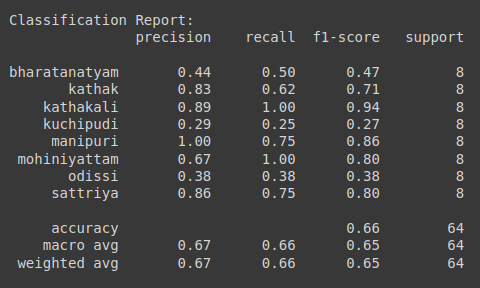 Classification Report:
precision recall f1-score support
bharatanatyam 0.44 0.50 0.47 8
kathak 0.83 0.62 0.71 8
kathakali 0.89 1.00 0.94 8
kuchipudi 0.29 0.25 0.27 8
manipuri 1.00 0.75 0.86 8
mohiniyattam 0.67 1.00 0.80 8
odissi 0.38 0.38 0.38 8
sattriya 0.86 0.75 0.80 8
accuracy 0.66 64
macro avg 0.67 0.66 0.65 64
weighted avg 0.67 0.66 0.65 64